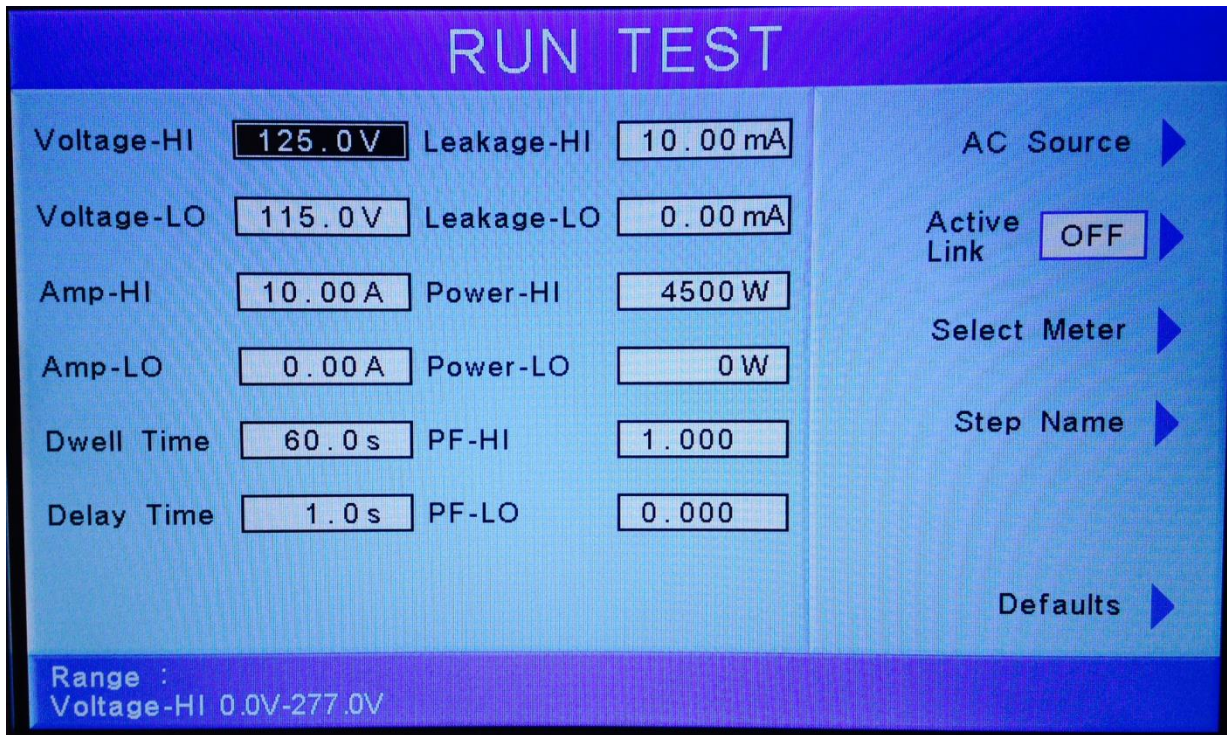 RUN TEST
Voltage-HI 125.0V Leakage-HI 10.00mA
Voltage-LO 115.0V Leakage-LO 0.00mA
Amp-HI 10.00A Power-HI 4500W
Amp-LO 0.00A Power-LO 0W
Dwell Time 60.0s PF-HI 1.000
Delay Time 1.0s PF-LO 0.000
AC Source
Active
Link OFF
Select Meter
Step Name
Defaults
Range :
Voltage-HI 0.0V-277.0V